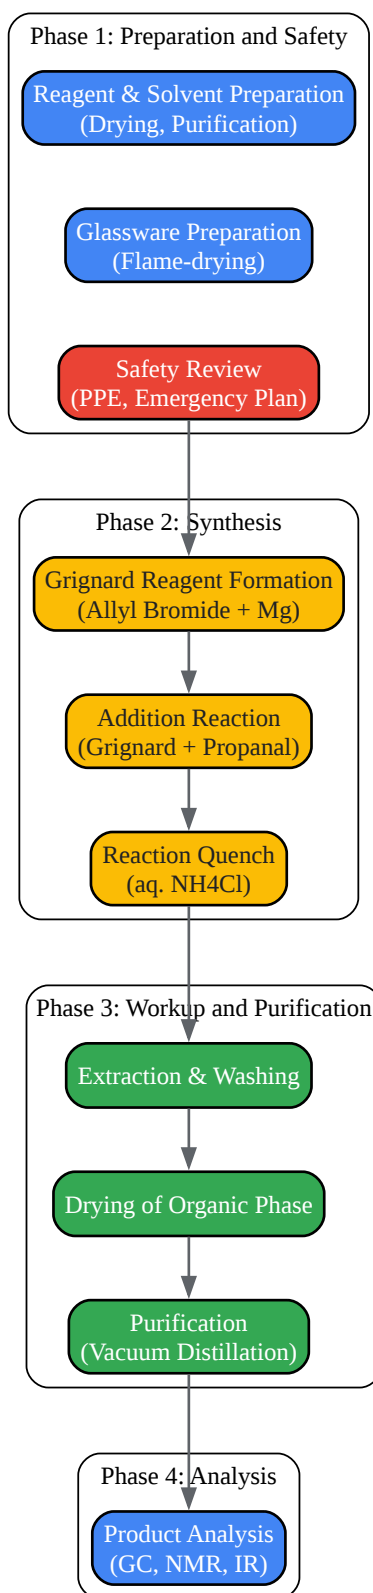 Phase 1: Preparation and Safety
Reagent & Solvent Preparation
(Drying, Purification)
Glassware Preparation
(Flame-drying)
Safety Review
(PPE, Emergency Plan)
Phase 2: Synthesis
Grignard Reagent Formation
(Allyl Bromide + Mg)
Addition Reaction
(Grignard + Propanal)
Reaction Quench
(aq. NH4Cl)
Phase 3: Workup and Purification
Extraction & Washing
Drying of Organic Phase
Purification
(Vacuum Distillation)
Phase 4: Analysis
Product Analysis
(GC, NMR, IR)